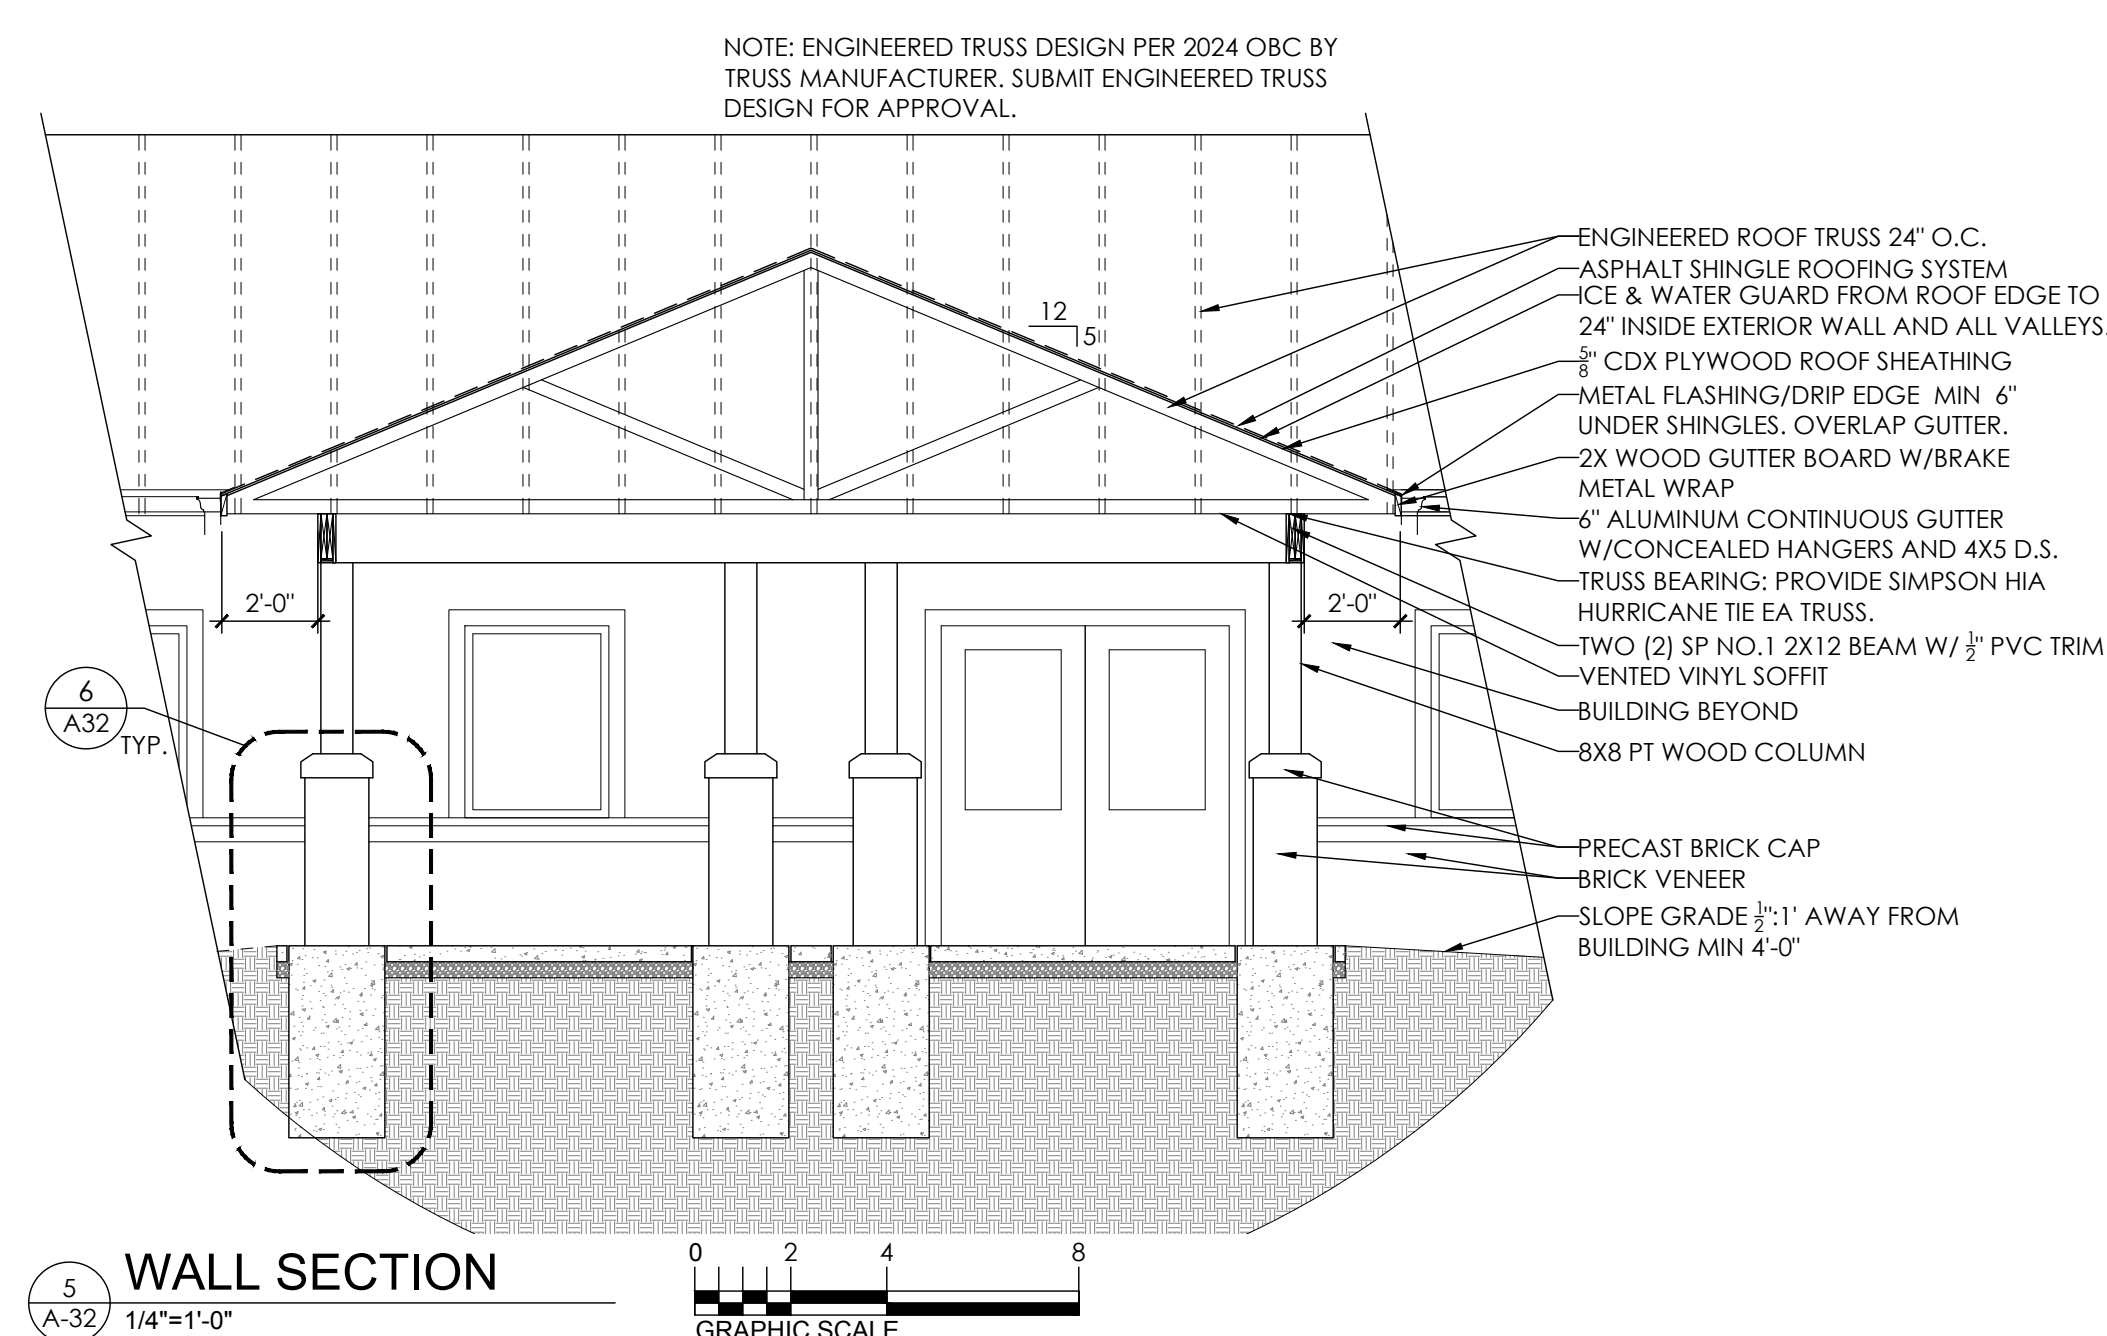 NOTE: ENGINEERED TRUSS DESIGN PER 2024 OBC BY
TRUSS MANUFACTURER. SUBMIT ENGINEERED TRUSS
DESIGN FOR APPROVAL.
12
5
ENGINEERED ROOF TRUSS 24" O.C.
ASPHALT SHINGLE ROOFING SYSTEM
ICE & WATER GUARD FROM ROOF EDGE TO
24" INSIDE EXTERIOR WALL AND ALL VALLEYS.
5/8" CDX PLYWOOD ROOF SHEATHING
METAL FLASHING/DRIP EDGE MIN 6"
UNDER SHINGLES. OVERLAP GUTTER.
2X WOOD GUTTER BOARD W/BRAKE
METAL WRAP
6" ALUMINUM CONTINUOUS GUTTER
W/CONCEALED HANGERS AND 4X5 D.S.
TRUSS BEARING: PROVIDE SIMPSON HIA
HURRICANE TIE EA TRUSS.
TWO (2) SP NO.1 2X12 BEAM W/ 1/2" PVC TRIM
VENTED VINYL SOFFIT
BUILDING BEYOND
8X8 PT WOOD COLUMN
PRECAST BRICK CAP
BRICK VENEER
SLOPE GRADE 1/2":1' AWAY FROM
BUILDING MIN 4'-0"
2'-0"
2'-0"
6
A32
TYP.
5
A-32
WALL SECTION
1/4"=1'-0"
0 2 4 8
GRAPHIC SCALE